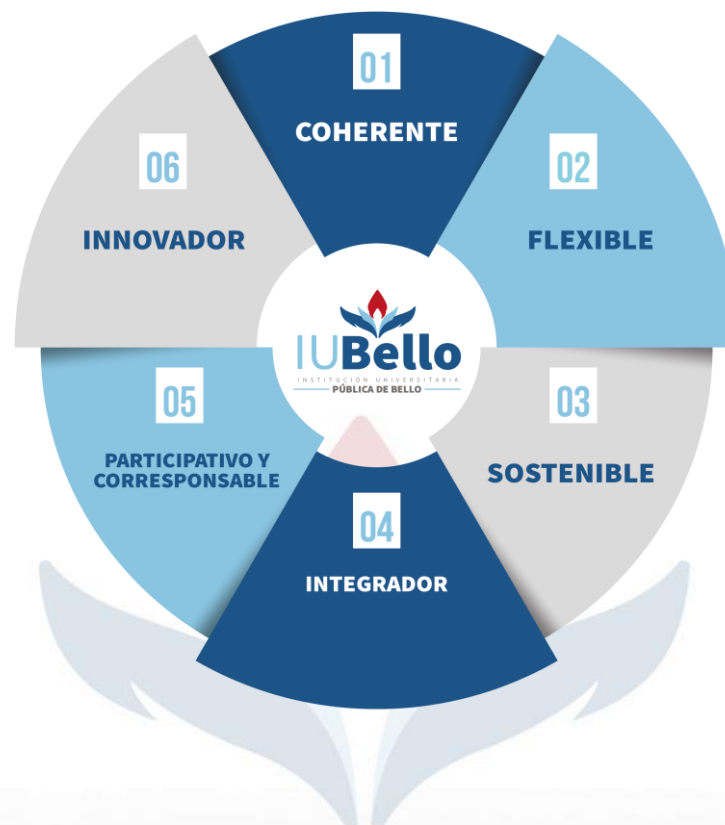 01
COHERENTE
02
FLEXIBLE
03
SOSTENIBLE
04
INTEGRADOR
05
PARTICIPATIVO Y
CORRESPONSABLE
06
INNOVADOR
IUBello
INSTITUCIÓN UNIVERSITARIA
PÚBLICA DE BELLO